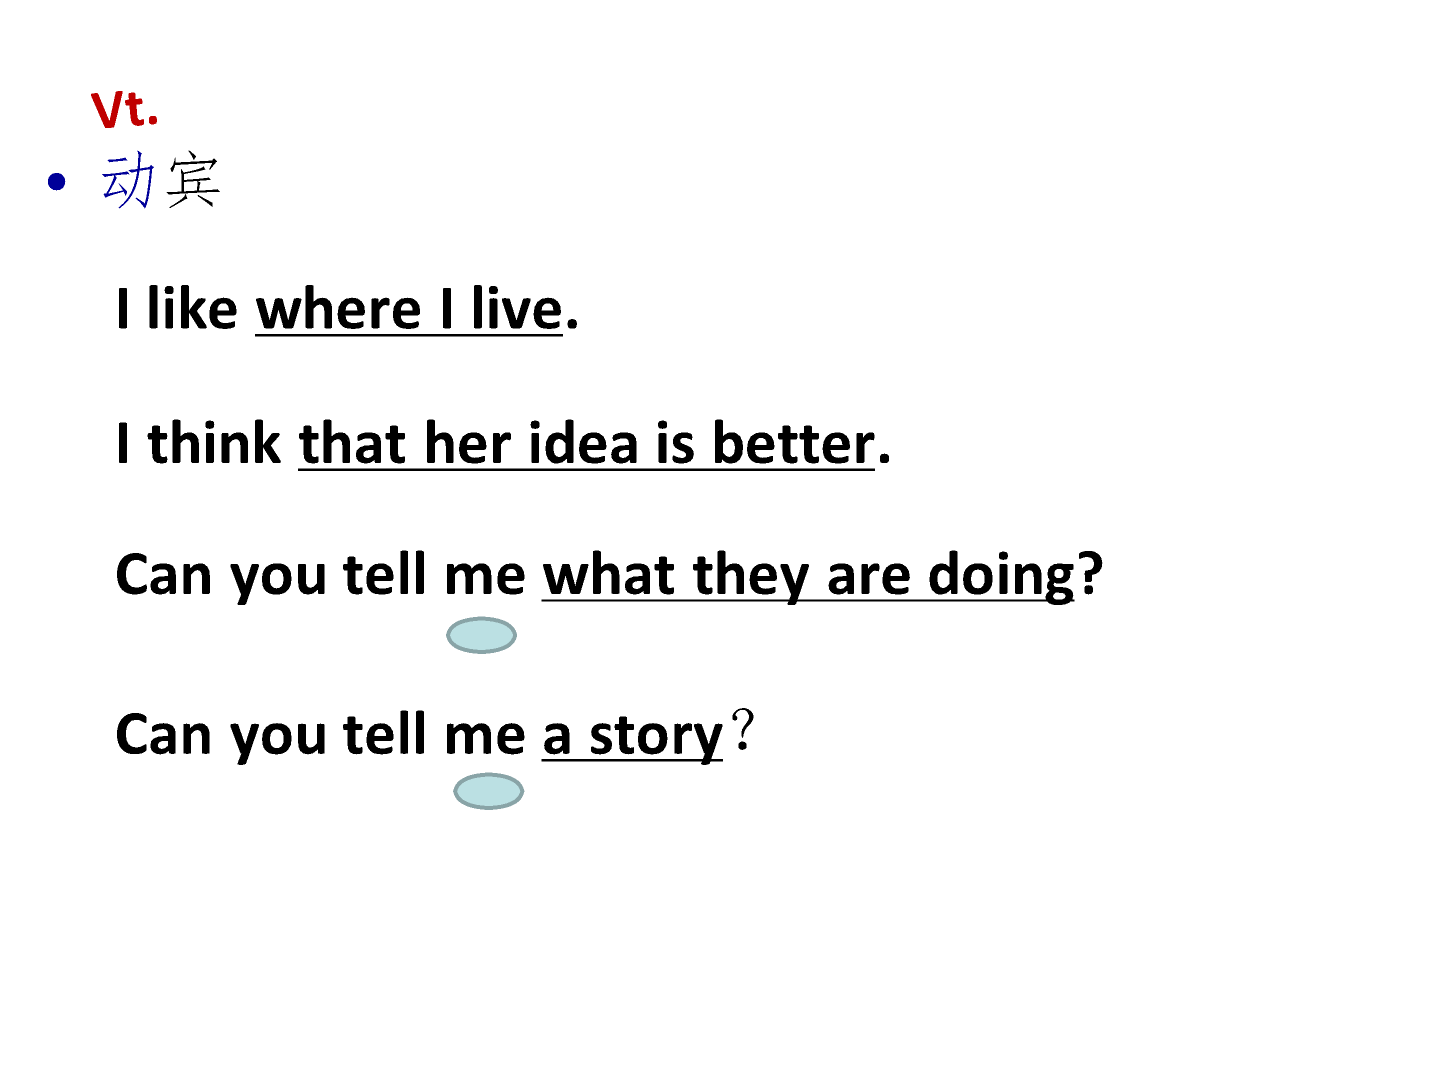 Vt.
• 动宾
I like where I live.
I think that her idea is better.
Can you tell me what they are doing?
Can you tell me a story？